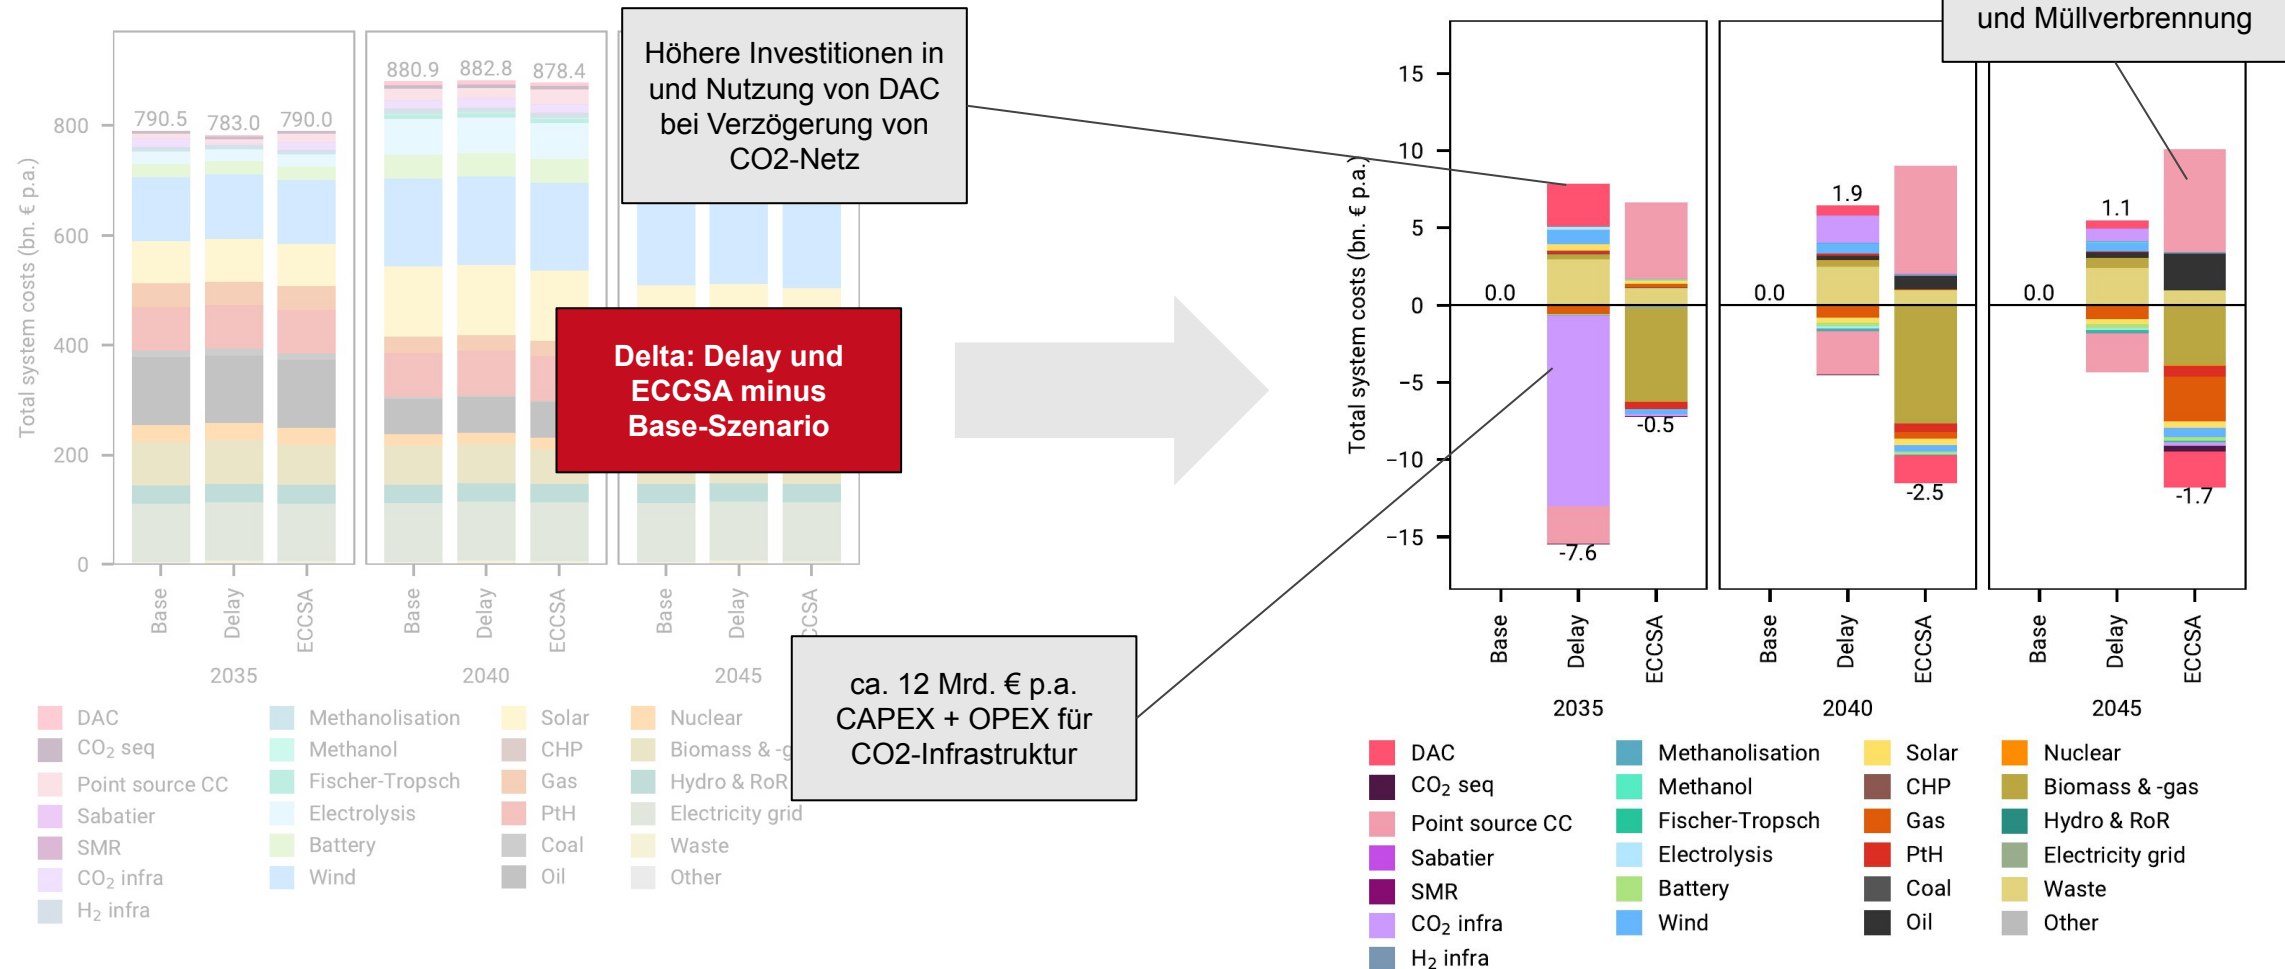 Total system costs (bn. € p.a.)
800
600
400
200
0
790.5
783.0
790.0
880.9
882.8
878.4
Base
Delay
ECCSA
Base
Delay
ECCSA
Base
Delay
CCSA
2035
2040
2045
DAC
CO2 seq
Point source CC
Sabatier
SMR
CO2 infra
H2 infra
Methanolisation
Methanol
Fischer-Tropsch
Electrolysis
Battery
Wind
Solar
CHP
Gas
PtH
Coal
Oil
Nuclear
Biomass & -g
Hydro & RoR
Electricity grid
Waste
Other
Höhere Investitionen in
und Nutzung von DAC
bei Verzögerung von
CO2-Netz
Delta: Delay und
ECCSA minus
Base-Szenario
ca. 12 Mrd. € p.a.
CAPEX + OPEX für
CO2-Infrastruktur
und Müllverbrennung
Total system costs (bn. € p.a.)
15
10
5
0
−5
−10
−15
0.0
-7.6
-0.5
0.0
1.9
-2.5
0.0
1.1
-1.7
Base
Delay
ECCSA
Base
Delay
ECCSA
Base
Delay
ECCSA
2035
2040
2045
DAC
CO2 seq
Point source CC
Sabatier
SMR
CO2 infra
H2 infra
Methanolisation
Methanol
Fischer-Tropsch
Electrolysis
Battery
Wind
Solar
CHP
Gas
PtH
Coal
Oil
Nuclear
Biomass & -gas
Hydro & RoR
Electricity grid
Waste
Other